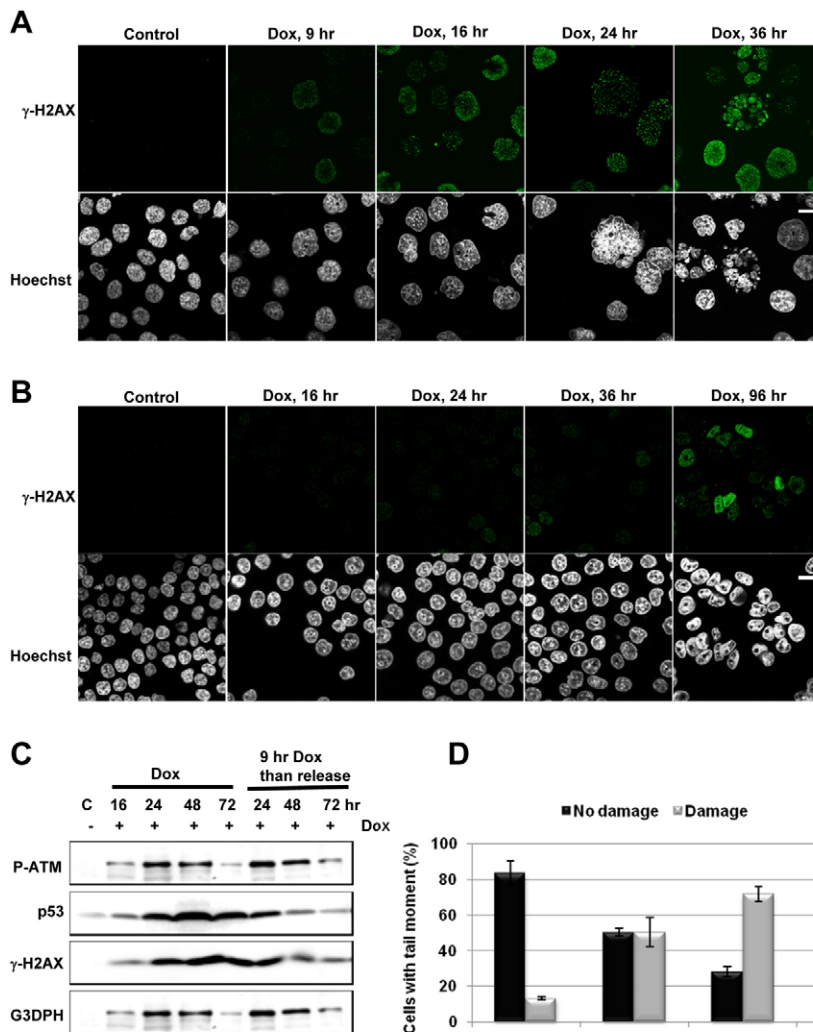 A
Control Dox, 9 hr Dox, 16 hr Dox, 24 hr Dox, 36 hr
γ-H2AX
Hoechst
B
Control Dox, 16 hr Dox, 24 hr Dox, 36 hr Dox, 96 hr
γ-H2AX
Hoechst
C
Dox
9 hr Dox
than release
C 16 24 48 72 24 48 72 hr
- + + + + + + + Dox
P-ATM
p53
γ-H2AX
G3DPH
D
No damage Damage
Cells with tail moment (%)
100
80
60
40
20
0